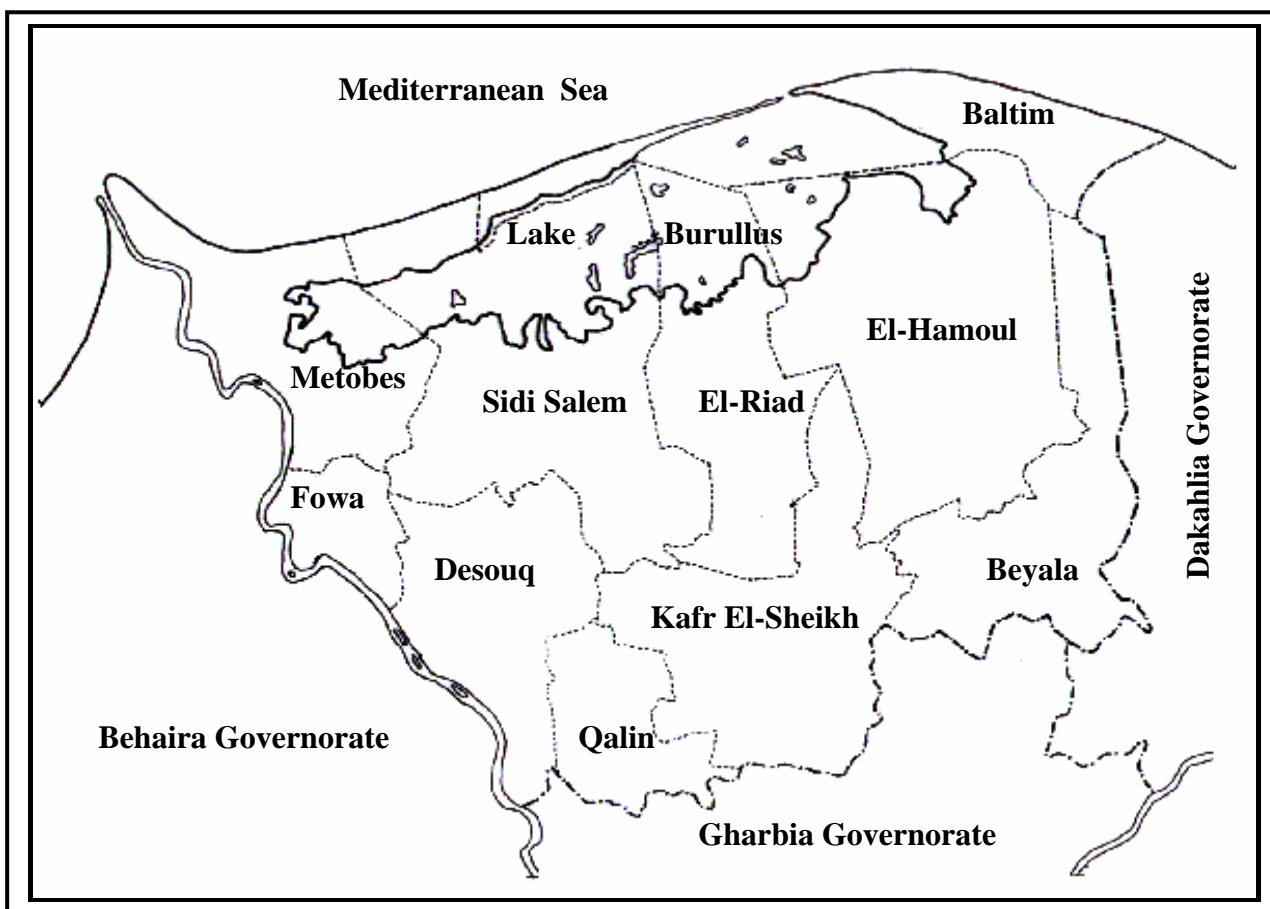 Mediterranean Sea
Baltim
Lake Burullus
El-Hamoul
Metobes
Sidi Salem
El-Riad
Dakahlia Governorate
Fowa
Desouq
Beyala
Kafr El-Sheikh
Behaira Governorate
Qalin
Gharbia Governorate